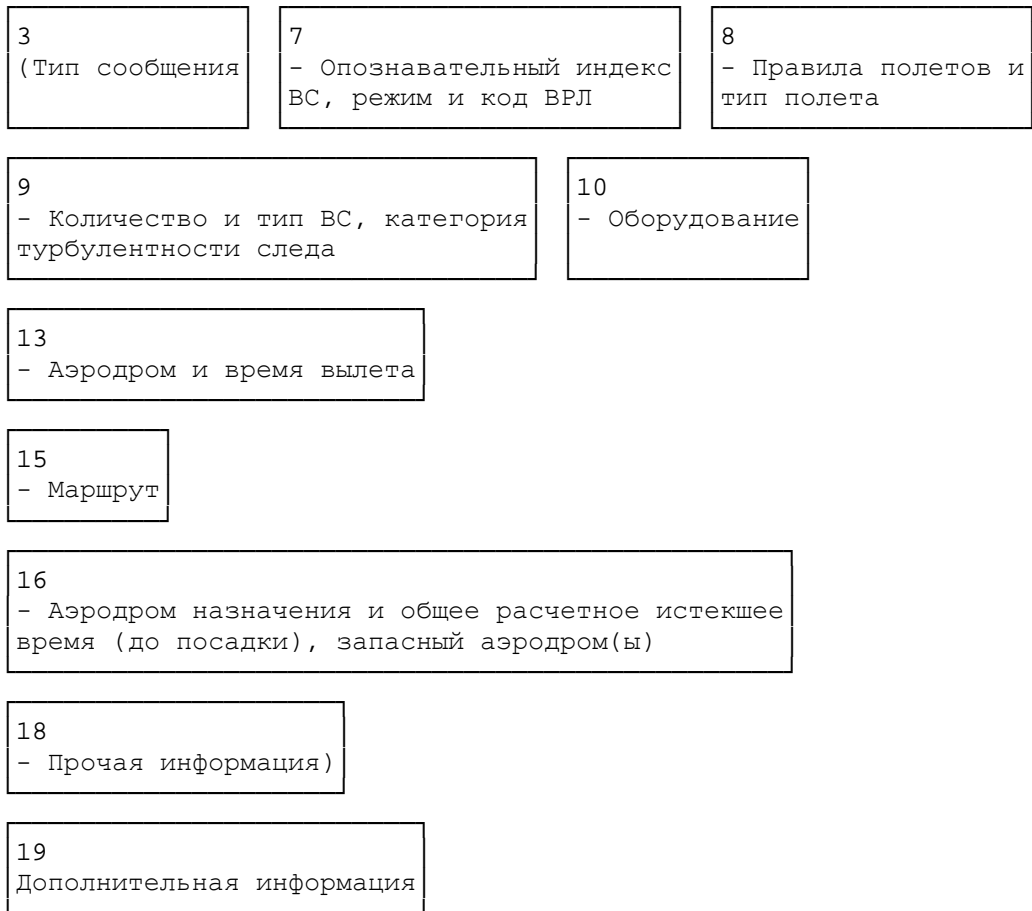 3
(Тип сообщения
7
- Опознавательный индекс
ВС, режим и код ВРЛ
8
- Правила полетов и
тип полета
9
- Количество и тип ВС, категория
турбулентности следа
10
- Оборудование
13
- Аэродром и время вылета
15
- Маршрут
16
- Аэродром назначения и общее расчетное истекшее
время (до посадки), запасный аэродром(ы)
18
- Прочая информация)
19
Дополнительная информация